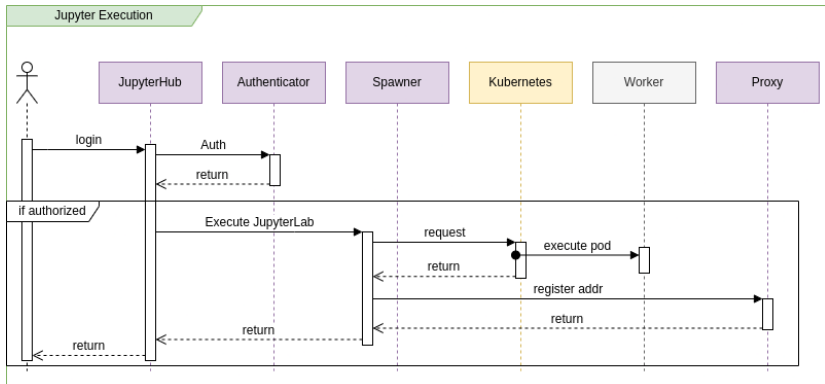 Jupyter Execution
JupyterHub
Authenticator
Spawner
Kubernetes
Worker
Proxy
login
Auth
return
if authorized
Execute JupyterLab
request
execute pod
return
register addr
return
return
return